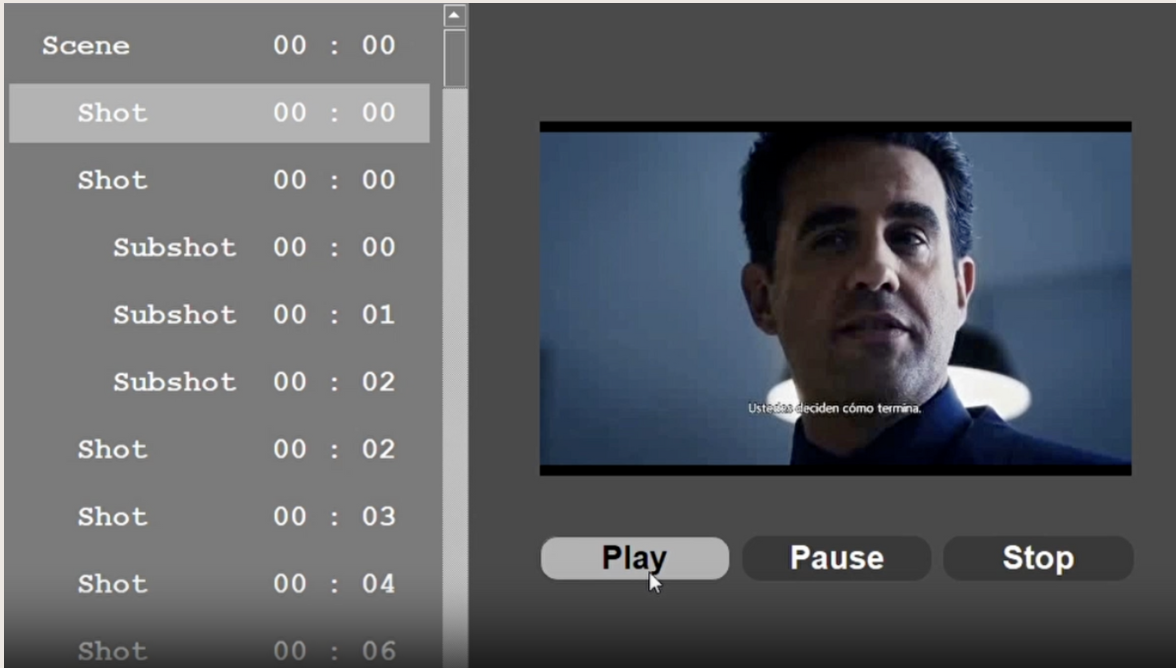 Scene 00 : 00
Shot 00 : 00
Shot 00 : 00
Subshot 00 : 00
Subshot 00 : 01
Subshot 00 : 02
Shot 00 : 02
Shot 00 : 03
Shot 00 : 04
Shot 00 : 06
Ustedes deciden cómo termina.
Play Pause Stop